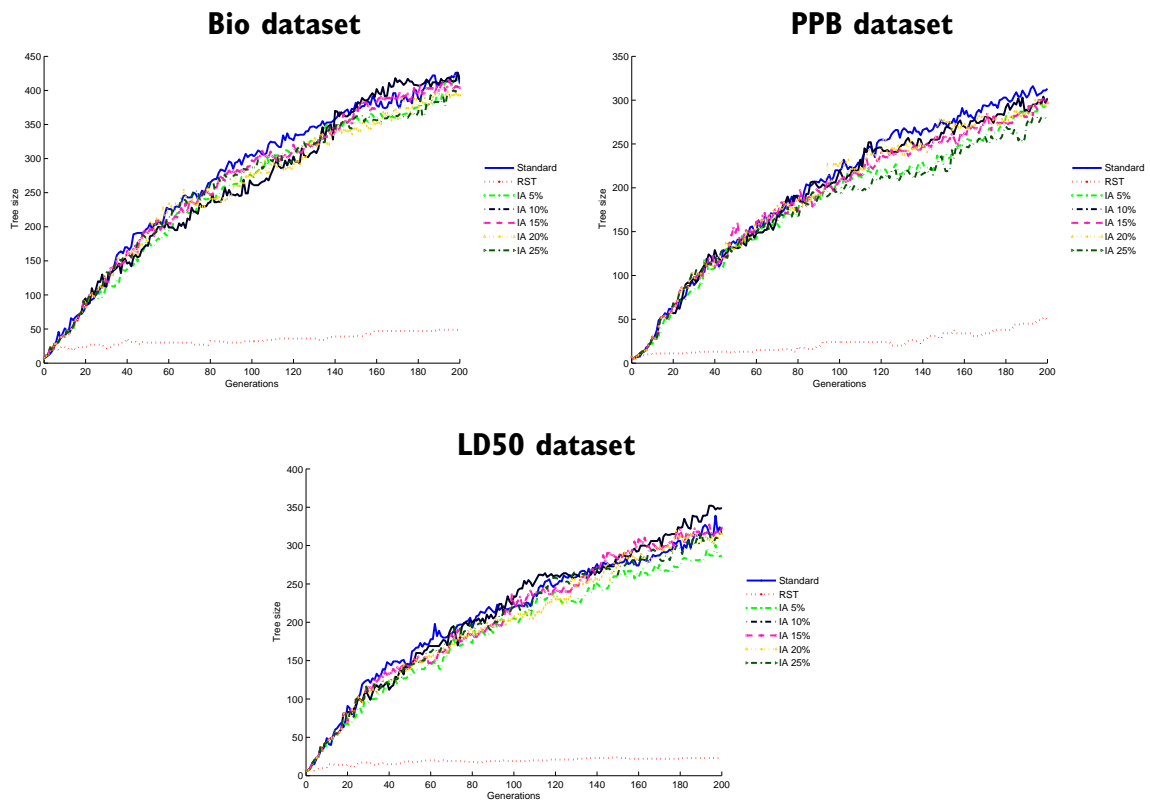 Bio dataset
PPB dataset
450
400
350
300
250
200
150
100
50
0
Tree size
0 20 40 60 80 100 120 140 160 180 200
Generations
Standard
RST
IA 5%
IA 10%
IA 15%
IA 20%
IA 25%
350
300
250
200
150
100
50
0
Tree size
0 20 40 60 80 100 120 140 160 180 200
Generations
Standard
RST
IA 5%
IA 10%
IA 15%
IA 20%
IA 25%
LD50 dataset
400
350
300
250
200
150
100
50
0
Tree size
0 20 40 60 80 100 120 140 160 180 200
Generations
Standard
RST
IA 5%
IA 10%
IA 15%
IA 20%
IA 25%